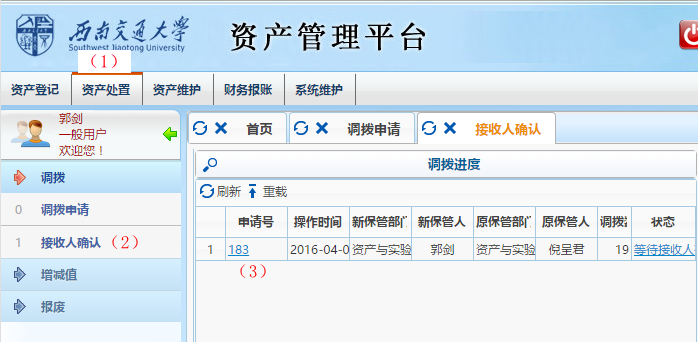 西南交通大学
Southwest Jiaotong University
资产管理平台
(1)
资产登记 资产处置 资产维护 财务报账 系统维护
郭剑
一般用户
欢迎您！
首页 调拨申请 接收人确认
调拨
0 调拨申请
1 接收人确认 (2)
增减值
报废
调拨进度
刷新 重载
申请号 操作时间 新保管部门 新保管人 原保管部门 原保管人 调拨 状态
1 183 2016-04-0 资产与实验 郭剑 资产与实验 倪呈君 19 等待接收人
(3)